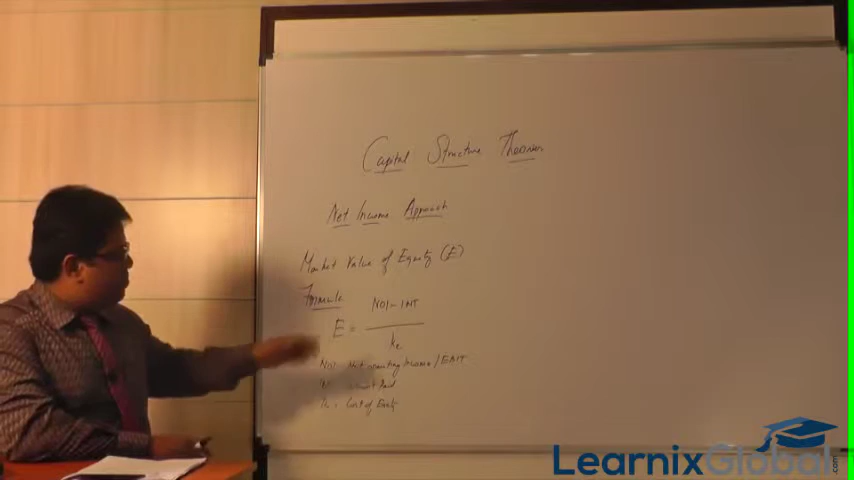 Capital Structure Theories
Net Income Approach
Market Value of Equity (E)
Formula
NOI - INT
E =
Ke
NOI: Net operating Income / EBIT
Cost of Equity
LearnixGlobal.com